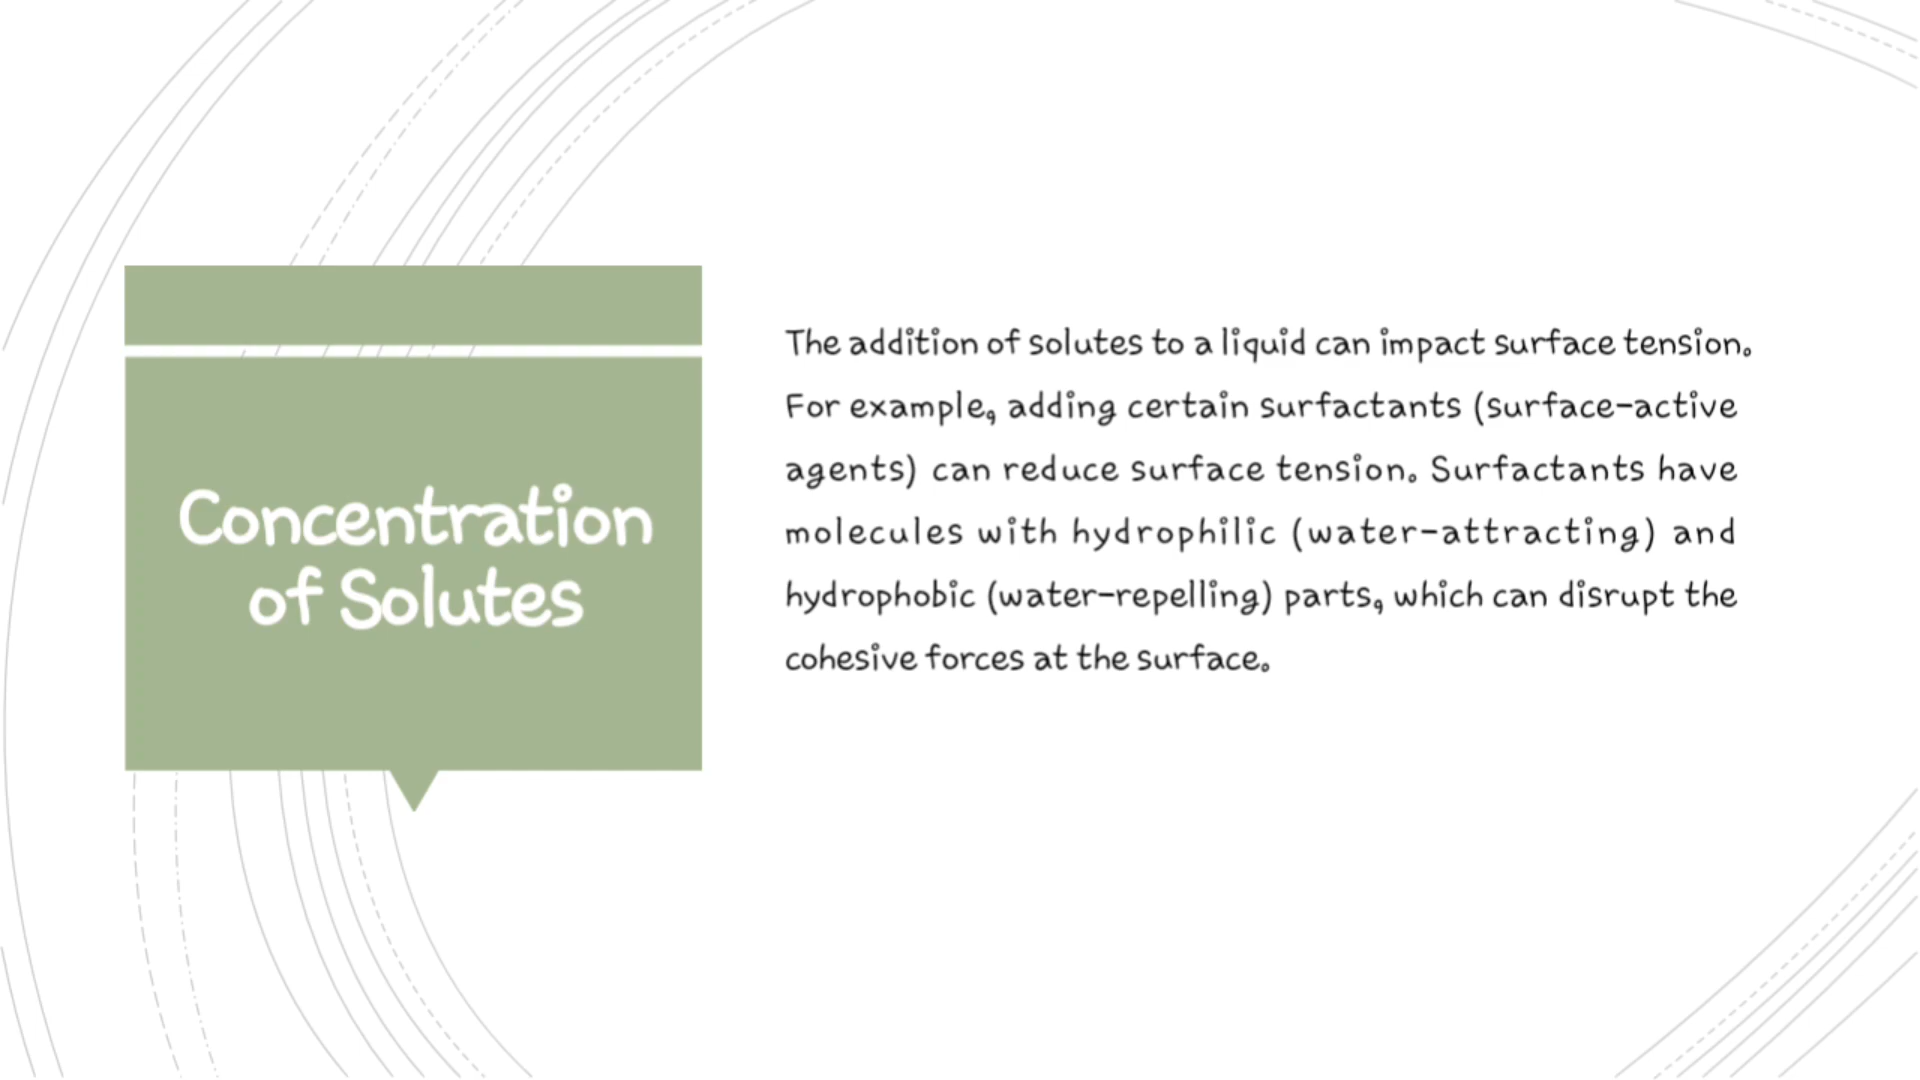 Concentration
of Solutes
The addition of solutes to a liquid can impact surface tension.
For example, adding certain surfactants (surface-active
agents) can reduce surface tension. Surfactants have
molecules with hydrophilic (water-attracting) and
hydrophobic (water-repelling) parts, which can disrupt the
cohesive forces at the surface.